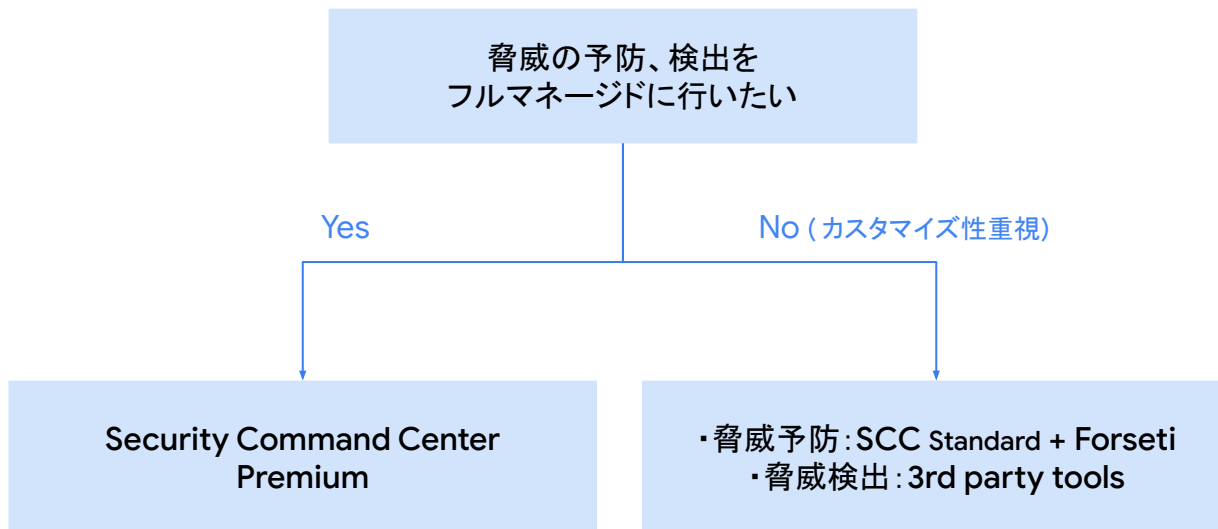 脅威の予防、検出を
フルマネージドに行いたい
Yes
No ( カスタマイズ性重視)
Security Command Center
Premium
・脅威予防：SCC Standard + Forseti
・脅威検出：3rd party tools